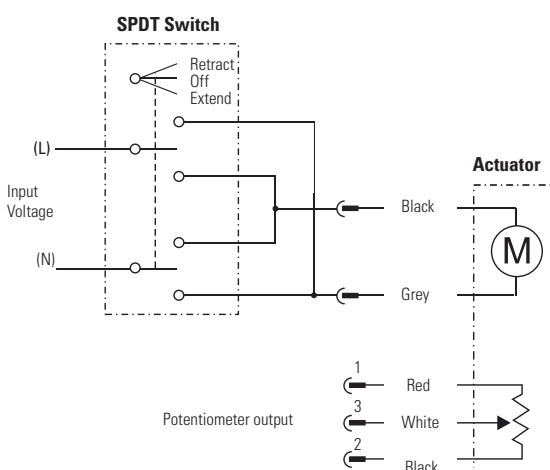 SPDT Switch
Retract
Off
Extend
(L)
Input
Voltage
(N)
Actuator
Black
M
Grey
1
Red
3
Potentiometer output
White
2
Black